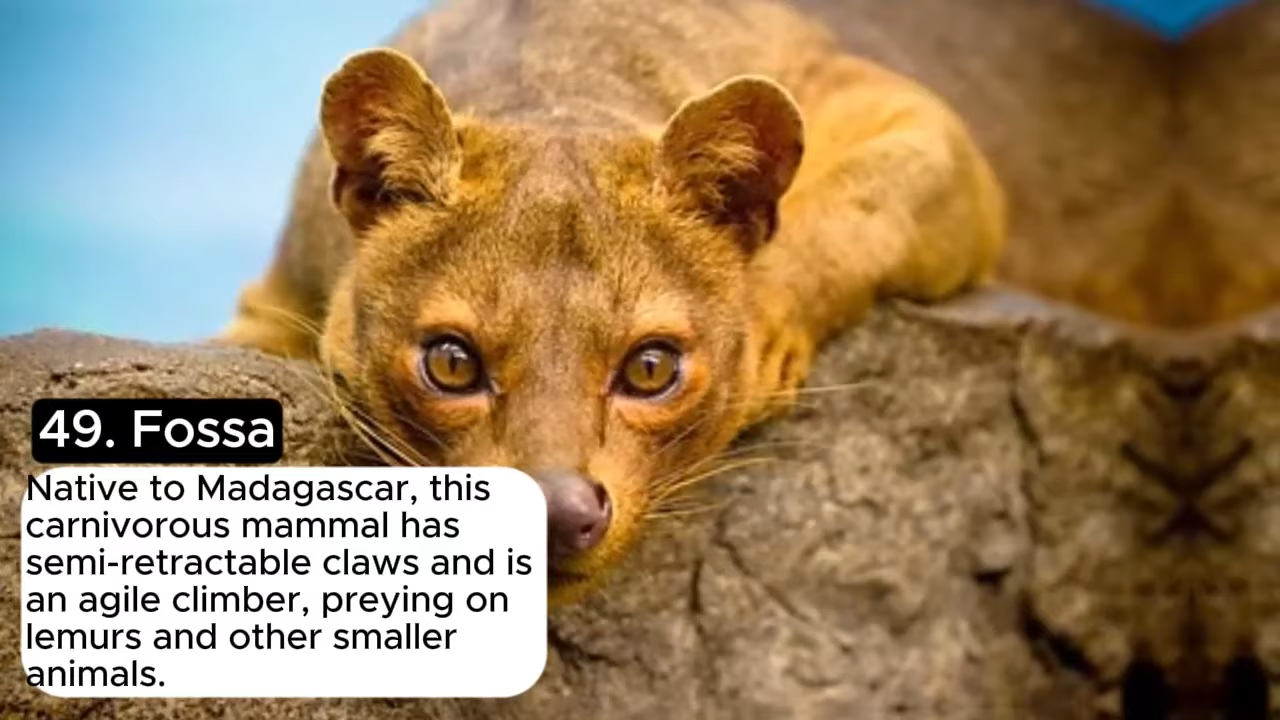 49. Fossa
Native to Madagascar, this
carnivorous mammal has
semi-retractable claws and is
an agile climber, preying on
lemurs and other smaller
animals.